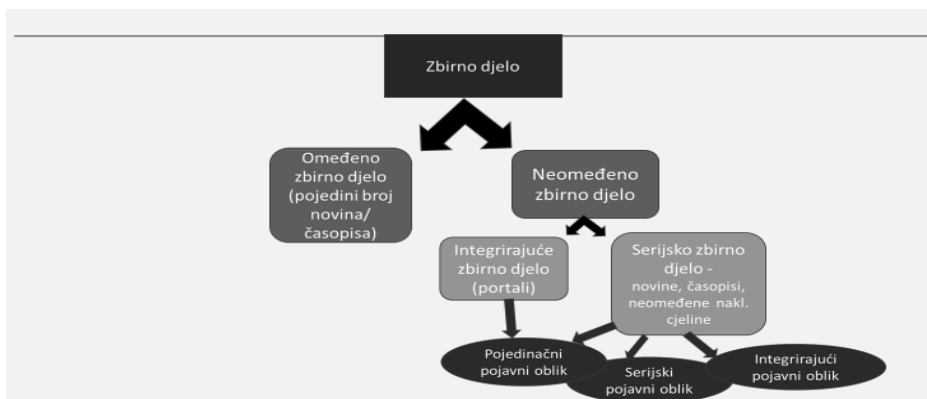 Zbirno djelo
Omeđeno
zbirno djelo
(pojedini broj
novina/
časopisa)
Neomeđeno
zbirno djelo
Integrirajuće
zbirno djelo
(portali)
Serijsko zbirno
djelo -
novine, časopisi,
neomeđene nakl.
cjeline
Pojedinačni
pojavni oblik
Serijski
pojavni oblik
Integrirajući
pojavni oblik